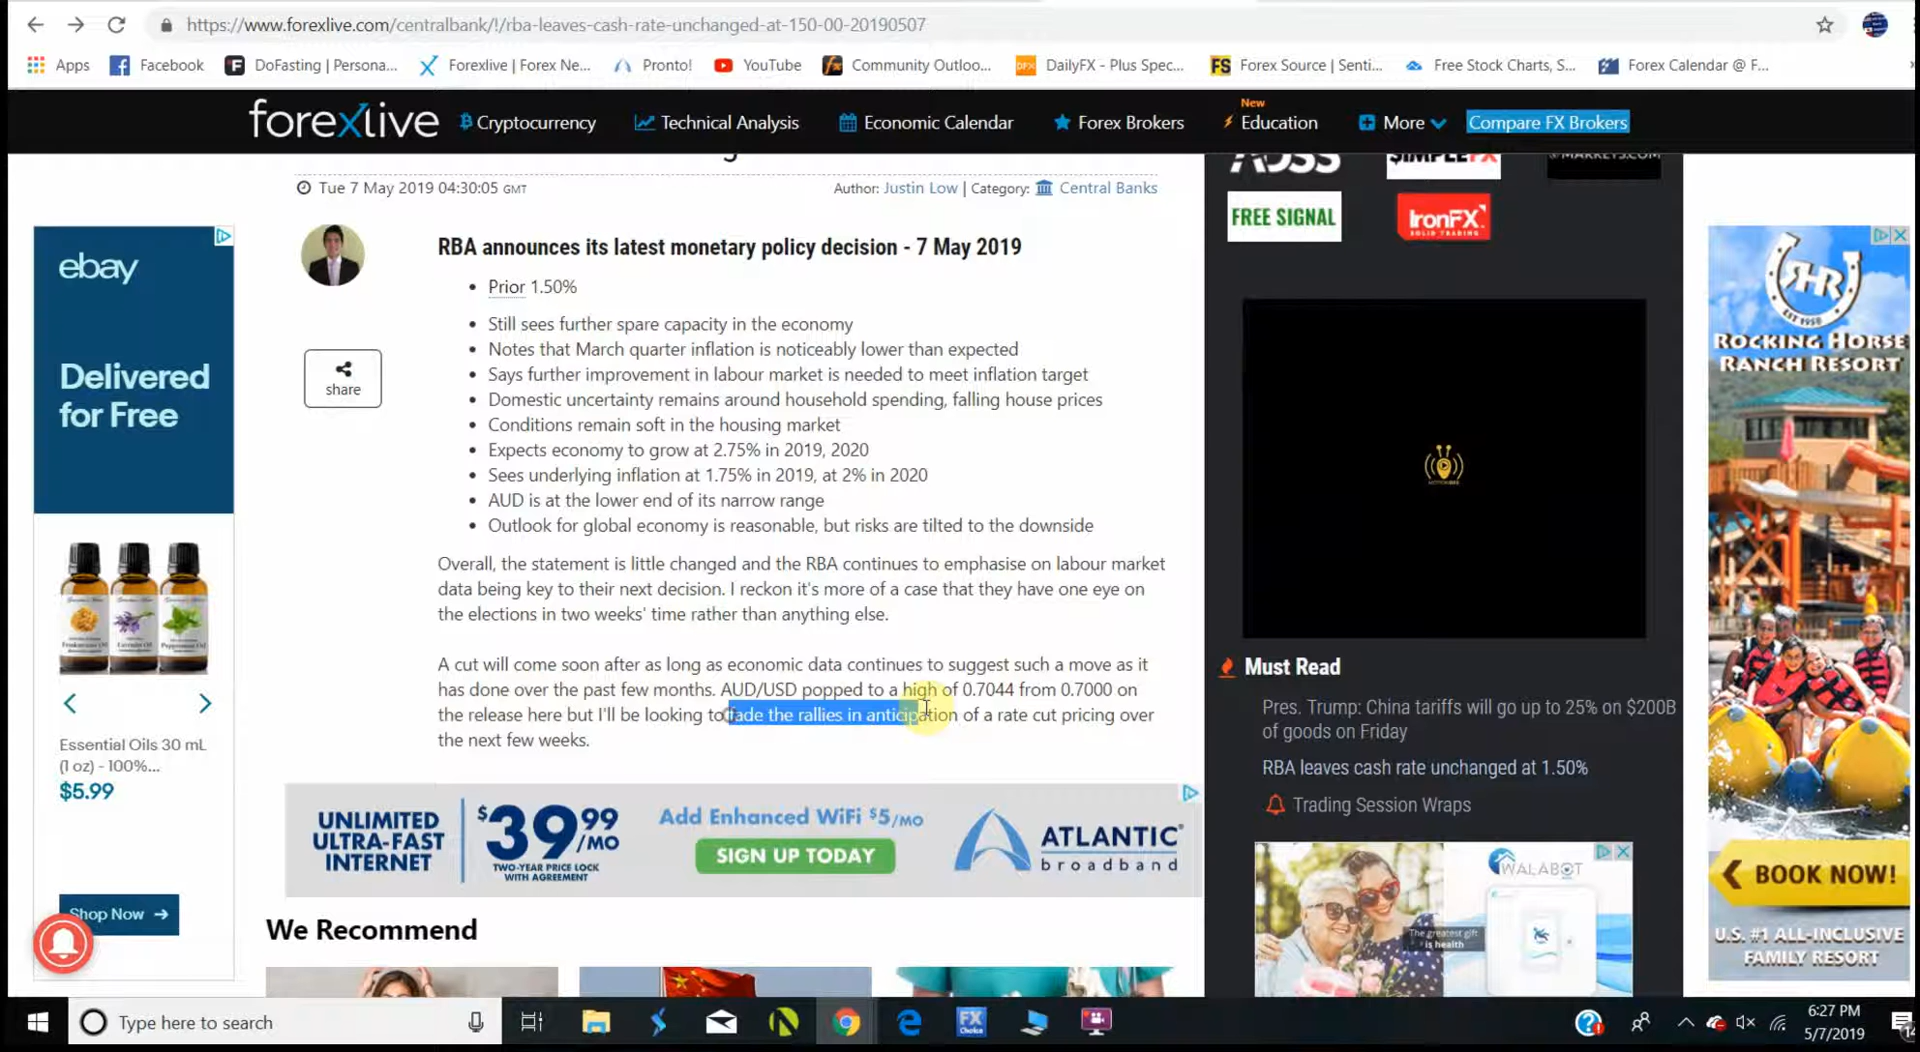 https://www.forexlive.com/centralbank/!/rba-leaves-cash-rate-unchanged-at-150-00-20190507
Apps Facebook DoFasting | Persona... Forexlive | Forex Ne... Pronto! YouTube Community Outloo... DailyFX - Plus Spec... Forex Source | Senti... Free Stock Charts, S... Forex Calendar @ F...
forexlive Cryptocurrency Technical Analysis Economic Calendar Forex Brokers New Education More Compare FX Brokers
Tue 7 May 2019 04:30:05 GMT
Author: Justin Low | Category: Central Banks
share
RBA announces its latest monetary policy decision - 7 May 2019
• Prior 1.50%
• Still sees further spare capacity in the economy
• Notes that March quarter inflation is noticeably lower than expected
• Says further improvement in labour market is needed to meet inflation target
• Domestic uncertainty remains around household spending, falling house prices
• Conditions remain soft in the housing market
• Expects economy to grow at 2.75% in 2019, 2020
• Sees underlying inflation at 1.75% in 2019, at 2% in 2020
• AUD is at the lower end of its narrow range
• Outlook for global economy is reasonable, but risks are tilted to the downside
Overall, the statement is little changed and the RBA continues to emphasise on labour market
data being key to their next decision. I reckon it's more of a case that they have one eye on
the elections in two weeks' time rather than anything else.
A cut will come soon after as long as economic data continues to suggest such a move as it
has done over the past few months. AUD/USD popped to a high of 0.7044 from 0.7000 on
the release here but I'll be looking to fade the rallies in anticipation of a rate cut pricing over
the next few weeks.
ebay
Delivered
for Free
Essential Oils 30 mL
(1 oz) - 100%...
$5.99
Shop Now
UNLIMITED
ULTRA-FAST
INTERNET
$39.99/MO
TWO-YEAR PRICE LOCK
WITH AGREEMENT
Add Enhanced WiFi $5/MO
SIGN UP TODAY
ATLANTIC
broadband
We Recommend
SIMPLEFX
FREE SIGNAL
IronFX
SOLID TRADING
Must Read
Pres. Trump: China tariffs will go up to 25% on $200B
of goods on Friday
RBA leaves cash rate unchanged at 1.50%
Trading Session Wraps
WALABOT
The greatest gift
is health
RHR
EST 1958
ROCKING HORSE
RANCH RESORT
BOOK NOW!
U.S. #1 ALL-INCLUSIVE
FAMILY RESORT
Type here to search
FX
Choice
6:27 PM
5/7/2019